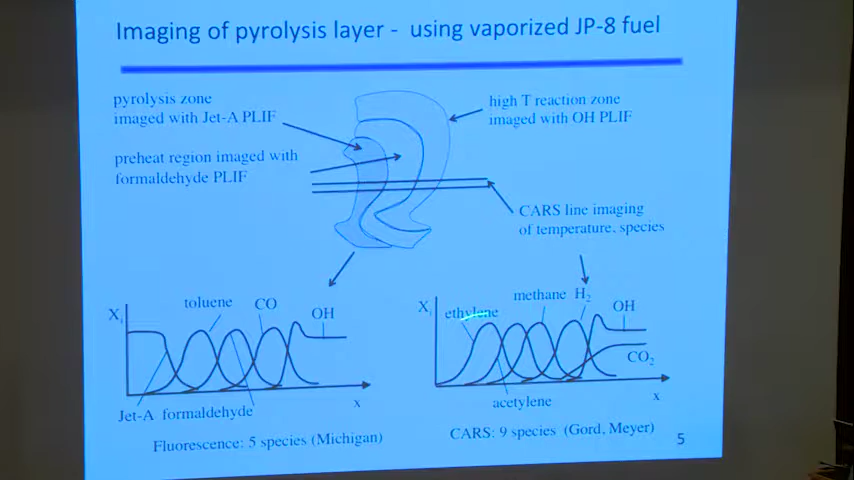 Imaging of pyrolysis layer - using vaporized JP-8 fuel
pyrolysis zone
imaged with Jet-A PLIF
high T reaction zone
imaged with OH PLIF
preheat region imaged with
formaldehyde PLIF
CARS line imaging
of temperature, species
Xi
toluene
CO
OH
Jet-A
formaldehyde
x
Fluorescence: 5 species (Michigan)
Xi
ethylene
methane
H2
OH
CO2
acetylene
x
CARS: 9 species (Gord, Meyer)
5